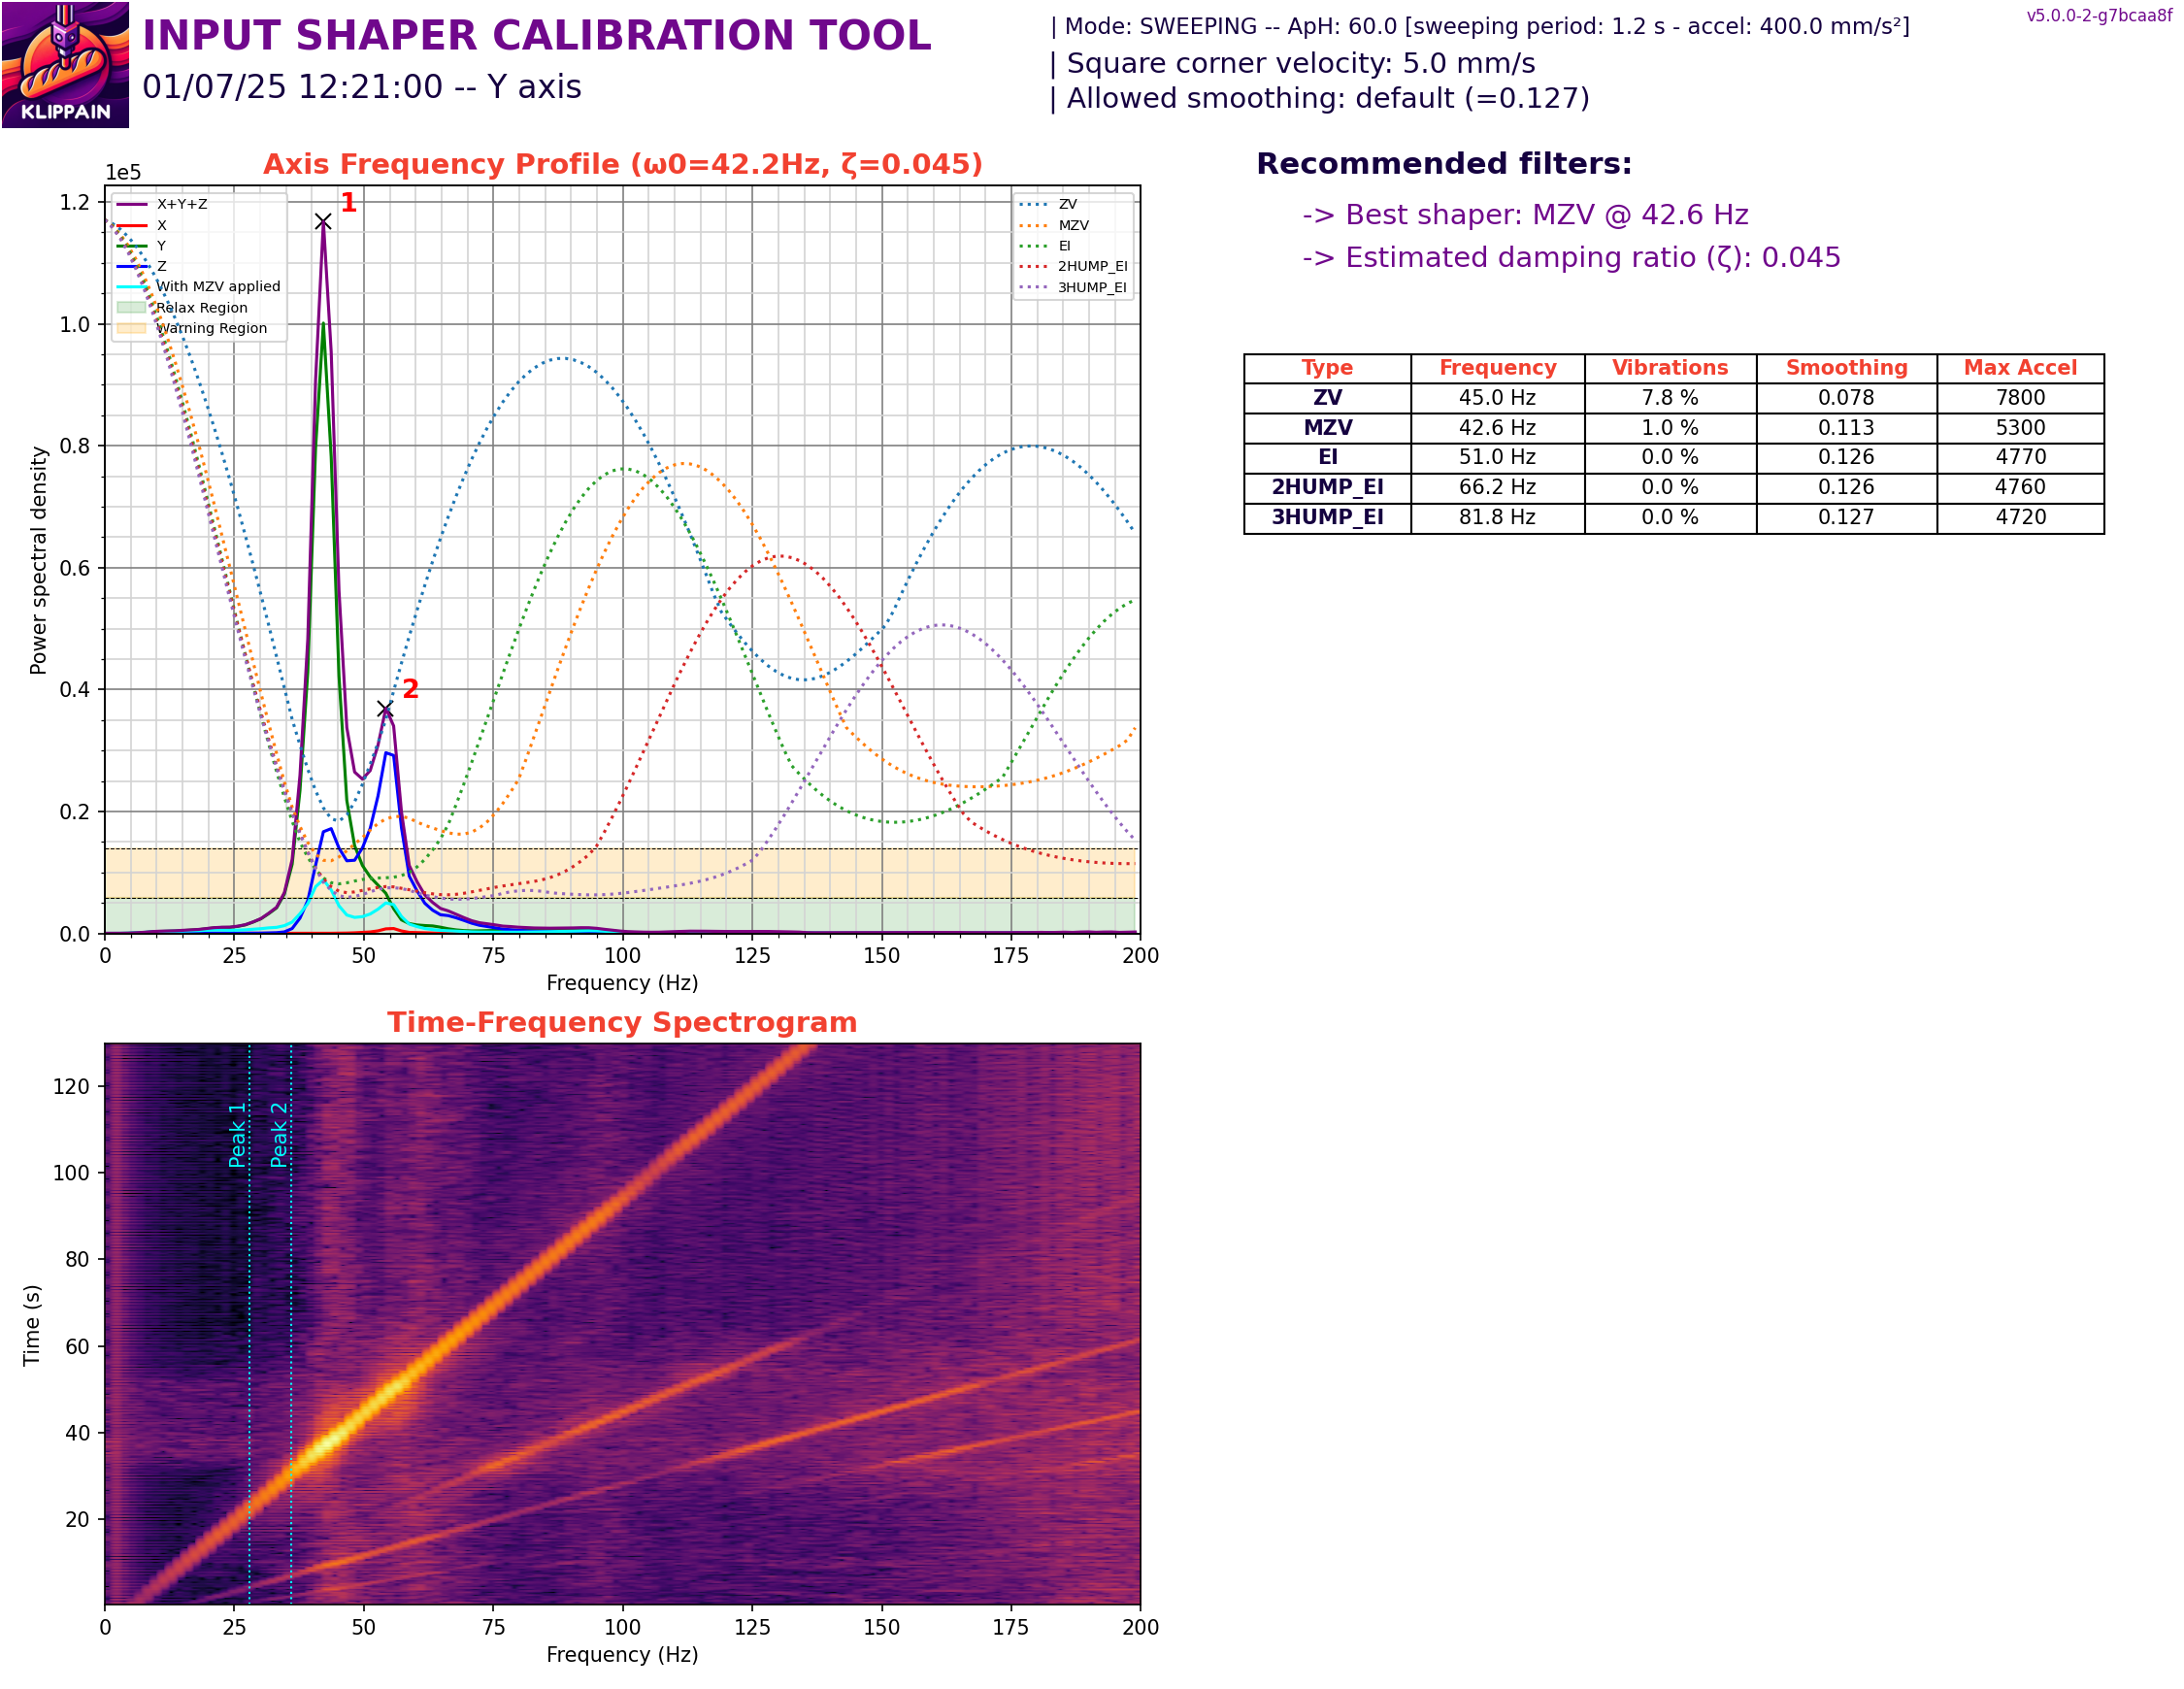 KLIPPAIN
INPUT SHAPER CALIBRATION TOOL
01/07/25 12:21:00 -- Y axis
| Mode: SWEEPING -- ApH: 60.0 [sweeping period: 1.2 s - accel: 400.0 mm/s²]
| Square corner velocity: 5.0 mm/s
| Allowed smoothing: default (=0.127)
v5.0.0-2-g7bcaa8f
Axis Frequency Profile (ω0=42.2Hz, ζ=0.045)
1e5
1.2
1.0
0.8
0.6
0.4
0.2
0.0
Power spectral density
X+Y+Z
X
Y
Z
With MZV applied
Relax Region
Warning Region
1
2
ZV
MZV
EI
2HUMP_EI
3HUMP_EI
0 25 50 75 100 125 150 175 200
Frequency (Hz)
Recommended filters:
-> Best shaper: MZV @ 42.6 Hz
-> Estimated damping ratio (ζ): 0.045
Type Frequency Vibrations Smoothing Max Accel
ZV 45.0 Hz 7.8 % 0.078 7800
MZV 42.6 Hz 1.0 % 0.113 5300
EI 51.0 Hz 0.0 % 0.126 4770
2HUMP_EI 66.2 Hz 0.0 % 0.126 4760
3HUMP_EI 81.8 Hz 0.0 % 0.127 4720
Time-Frequency Spectrogram
120
100
80
60
40
20
Time (s)
Peak 1
Peak 2
0 25 50 75 100 125 150 175 200
Frequency (Hz)